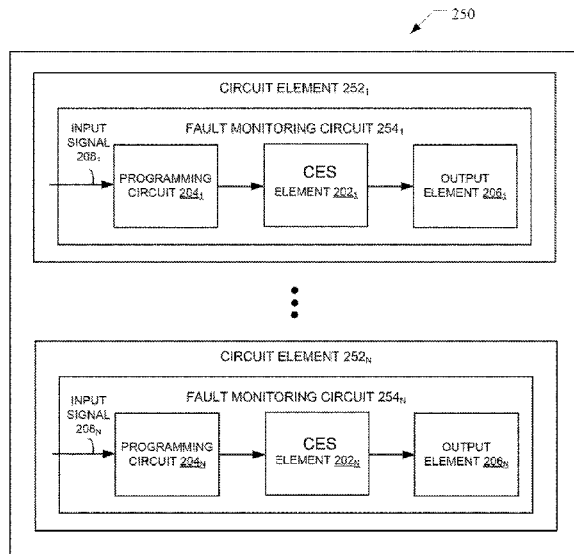 250
CIRCUIT ELEMENT 252₁
FAULT MONITORING CIRCUIT 254₁
INPUT
SIGNAL
208₁
PROGRAMMING
CIRCUIT 204₁
CES
ELEMENT 202₁
OUTPUT
ELEMENT 206₁
CIRCUIT ELEMENT 252N
FAULT MONITORING CIRCUIT 254N
INPUT
SIGNAL
208N
PROGRAMMING
CIRCUIT 204N
CES
ELEMENT 202N
OUTPUT
ELEMENT 206N